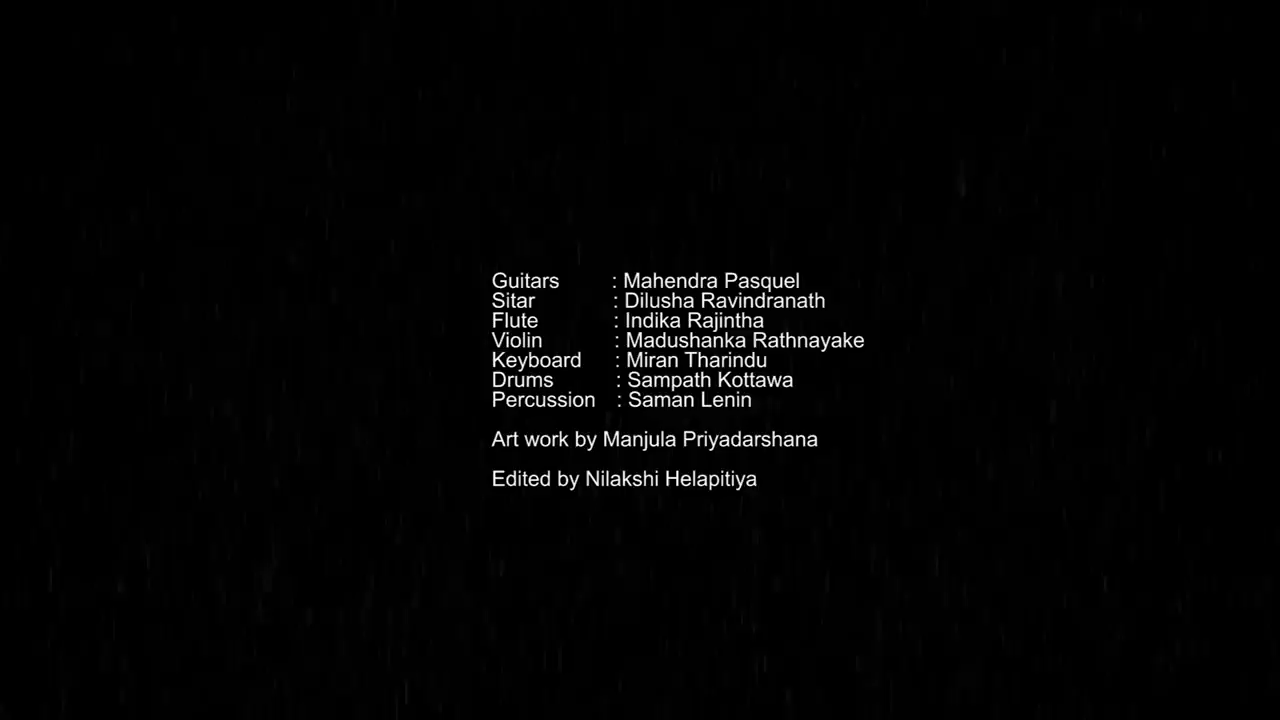 Guitars : Mahendra Pasquel
Sitar : Dilusha Ravindranath
Flute : Indika Rajintha
Violin : Madushanka Rathnayake
Keyboard : Miran Tharindu
Drums : Sampath Kottawa
Percussion : Saman Lenin
Art work by Manjula Priyadarshana
Edited by Nilakshi Helapitiya